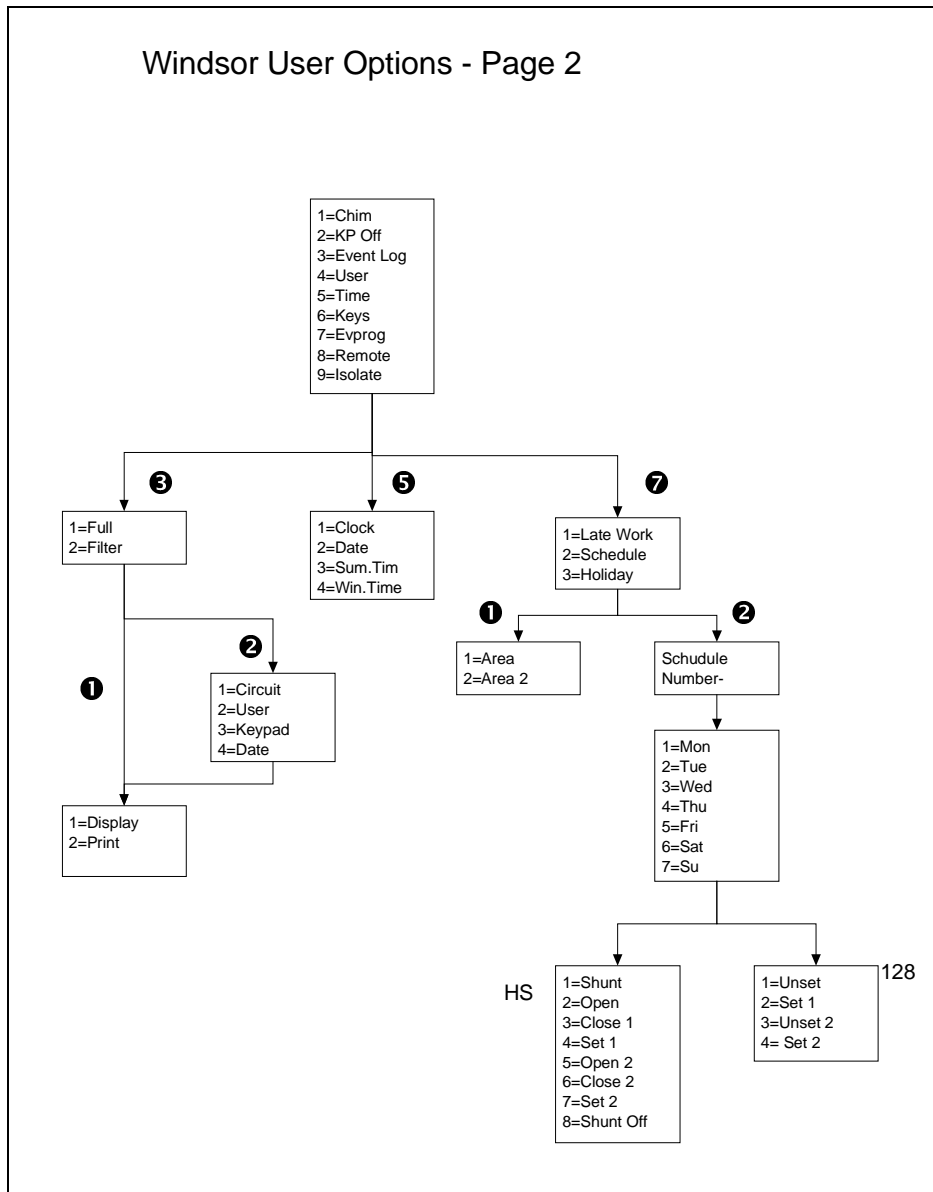 Windsor User Options - Page 2
1=Chim
2=KP Off
3=Event Log
4=User
5=Time
6=Keys
7=Evprog
8=Remote
9=Isolate
❸
❺
❼
1=Full
2=Filter
1=Clock
2=Date
3=Sum.Tim
4=Win.Time
1=Late Work
2=Schedule
3=Holiday
❶
❷
1=Area
2=Area 2
Schudule
Number-
❷
❶
1=Circuit
2=User
3=Keypad
4=Date
1=Mon
2=Tue
3=Wed
4=Thu
5=Fri
6=Sat
7=Su
1=Display
2=Print
HS
1=Shunt
2=Open
3=Close 1
4=Set 1
5=Open 2
6=Close 2
7=Set 2
8=Shunt Off
128
1=Unset
2=Set 1
3=Unset 2
4= Set 2